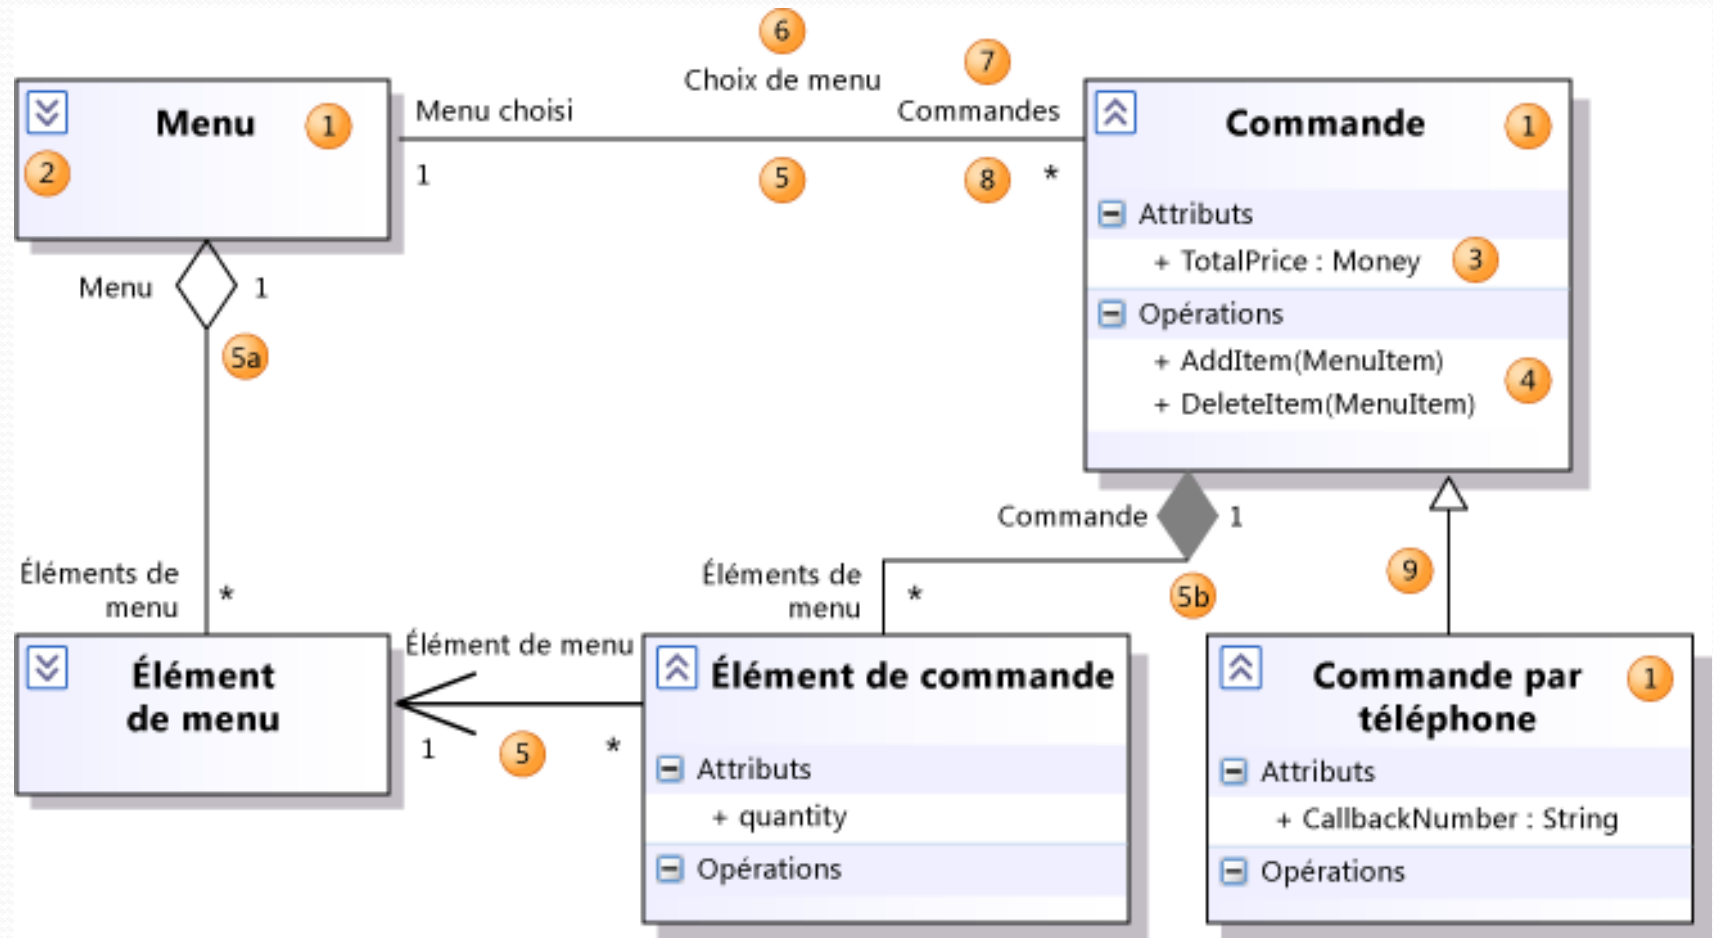 6
Choix de menu
7
Menu
1
2
Menu choisi
1
5
Commandes
8
*
Commande
1
Attributs
+ TotalPrice : Money
3
Opérations
+ AddItem(MenuItem)
+ DeleteItem(MenuItem)
4
Menu
1
5a
Éléments de
menu
*
Commande
1
5b
Éléments de
menu
*
9
Élément
de menu
Élément de menu
1
5
*
Élément de commande
Attributs
+ quantity
Opérations
Commande par
téléphone
1
Attributs
+ CallbackNumber : String
Opérations